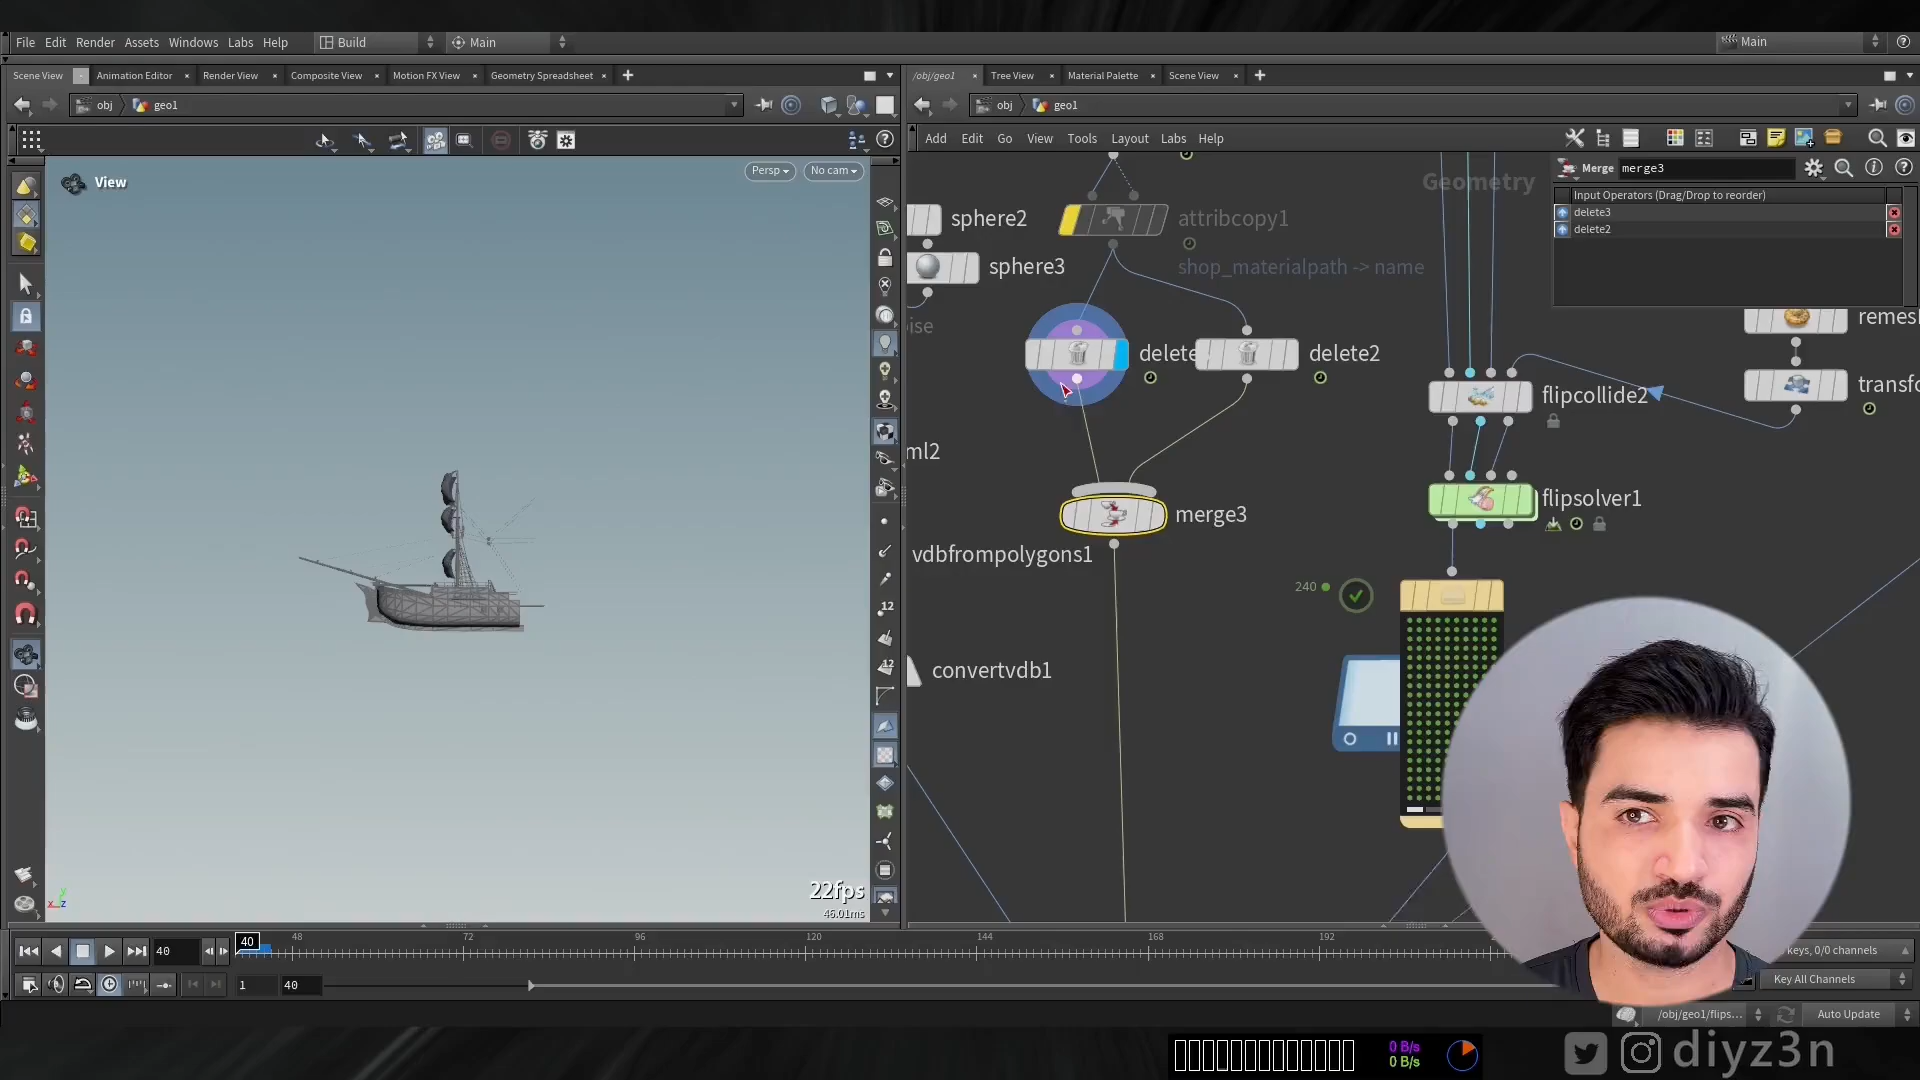 File Edit Render Assets Windows Labs Help Build Main Main
Scene View Animation Editor Render View Composite View Motion FX View Geometry Spreadsheet
/obj/geo1 Tree View Material Palette Scene View
obj geo1
obj geo1
Add Edit Go View Tools Layout Labs Help
View
Persp
No cam
Geometry
Merge merge3
Input Operators (Drag/Drop to reorder)
delete3
delete2
sphere2
attribcopy1
sphere3
shop_materialpath -> name
ise
delete
delete2
flipcollide2
remes
transfo
ml2
merge3
flipsolver1
vdbfrompolygons1
240
convertvdb1
12
12
y
x z
22fps
46.01ms
40
40 48 72 96 120 144 168 192
keys, 0/0 channels
1 40
Key All Channels
/obj/geo1/flips...
Auto Update
0 B/s
0 B/s
diyz3n